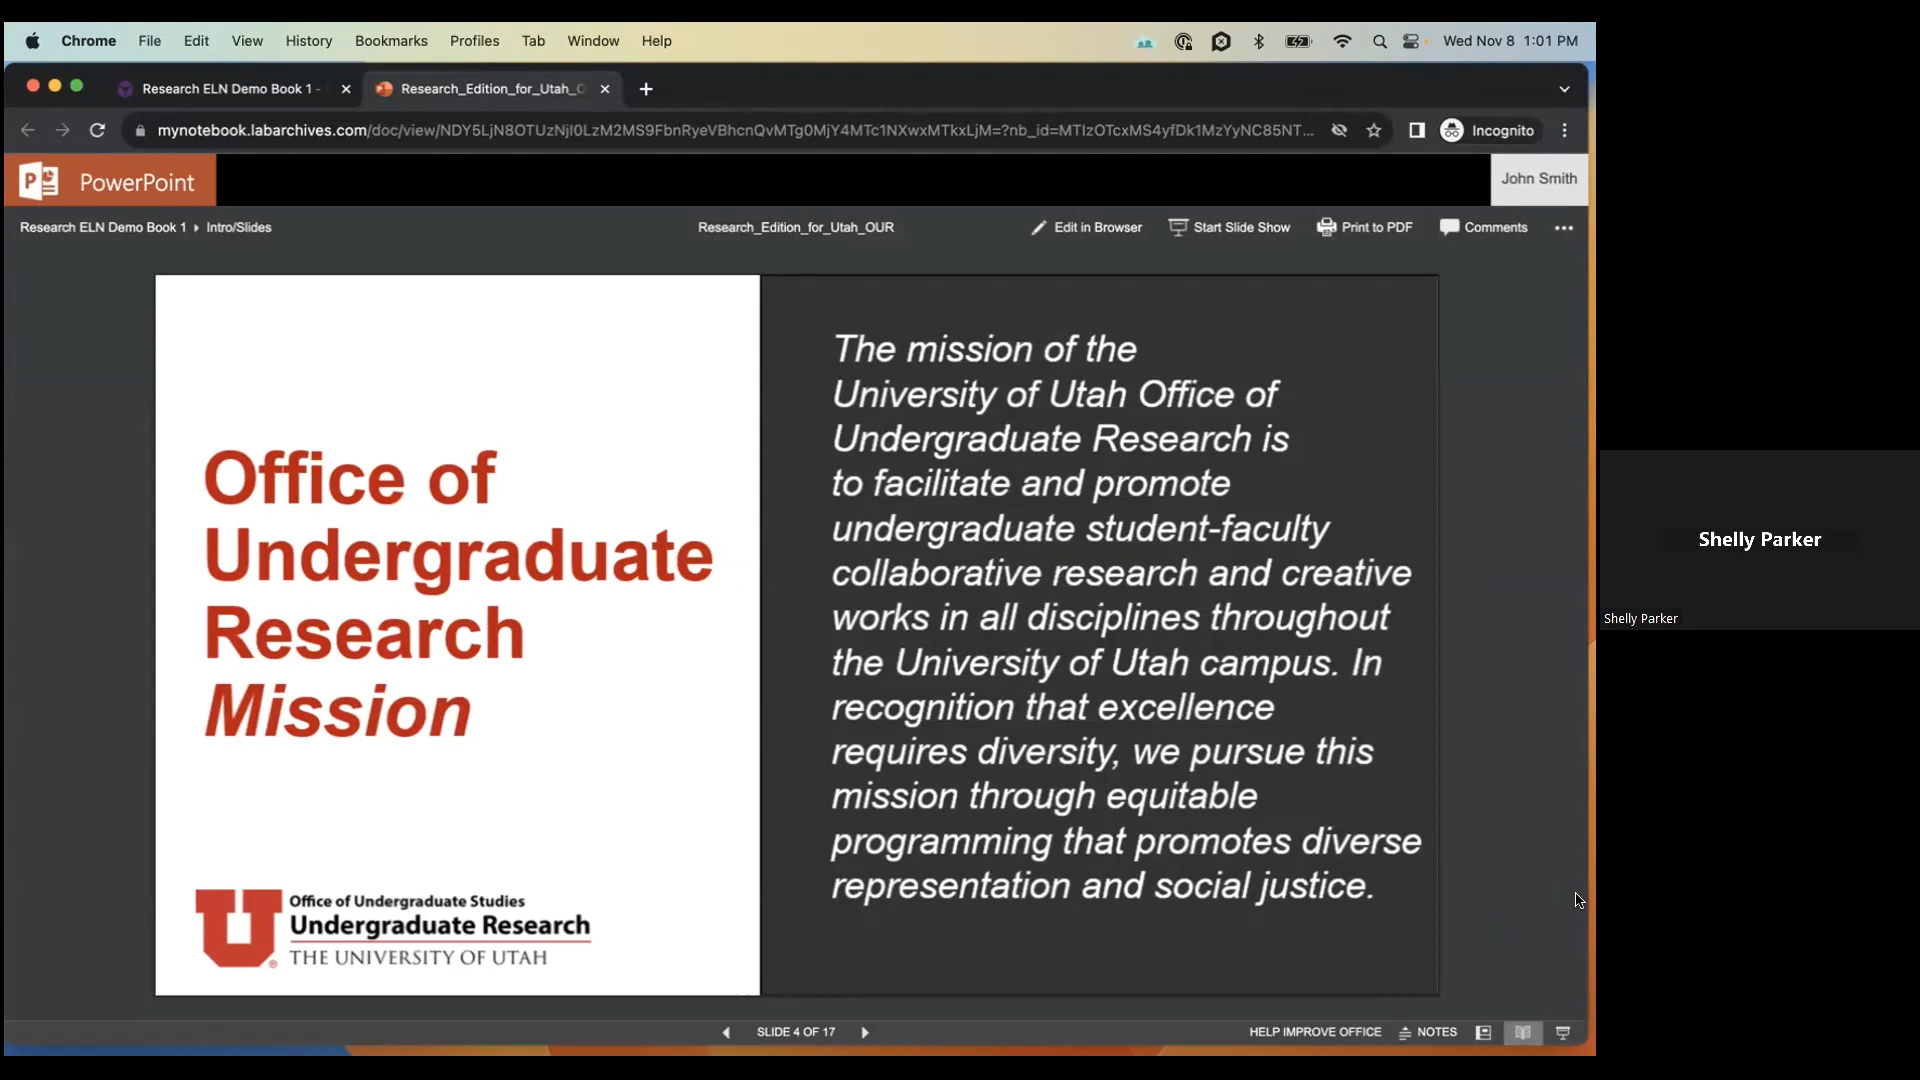 Chrome File Edit View History Bookmarks Profiles Tab Window Help Wed Nov 8 1:01 PM
Research ELN Demo Book 1 - Research_Edition_for_Utah_O
mynotebook.labarchives.com/doc/view/NDY5LjN8OTUzNjI0LzM2MS9FbnRyeVBhcnQvMTg0MjY4MTc1NXwxMTkxLjM=?nb_id=MTIzOTcxMS4yfDk1MzYyNC85NT... Incognito
PowerPoint
John Smith
Research ELN Demo Book 1 Intro/Slides Research_Edition_for_Utah_OUR Edit in Browser Start Slide Show Print to PDF Comments
Office of
Undergraduate
Research
Mission
Office of Undergraduate Studies
Undergraduate Research
THE UNIVERSITY OF UTAH
The mission of the
University of Utah Office of
Undergraduate Research is
to facilitate and promote
undergraduate student-faculty
collaborative research and creative
works in all disciplines throughout
the University of Utah campus. In
recognition that excellence
requires diversity, we pursue this
mission through equitable
programming that promotes diverse
representation and social justice.
SLIDE 4 OF 17 HELP IMPROVE OFFICE NOTES
Shelly Parker
Shelly Parker